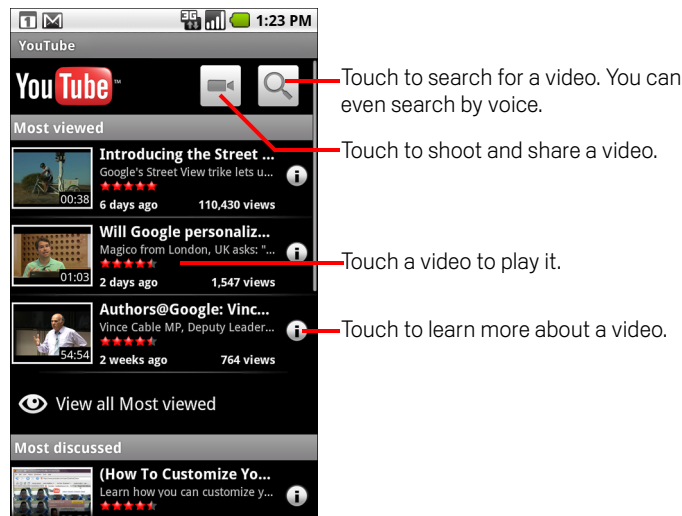 1 1:23 PM
3G
YouTube
You Tube ™
Touch to search for a video. You can
even search by voice.
Touch to shoot and share a video.
Most viewed
Introducing the Street ...
Google's Street View trike lets u...
00:38
6 days ago 110,430 views
Will Google personaliz...
Magico from London, UK asks: "...
01:03
2 days ago 1,547 views
Touch a video to play it.
Authors@Google: Vinc...
Vince Cable MP, Deputy Leader...
54:54
2 weeks ago 764 views
Touch to learn more about a video.
View all Most viewed
Most discussed
(How To Customize Yo...
Learn how you can customize y...